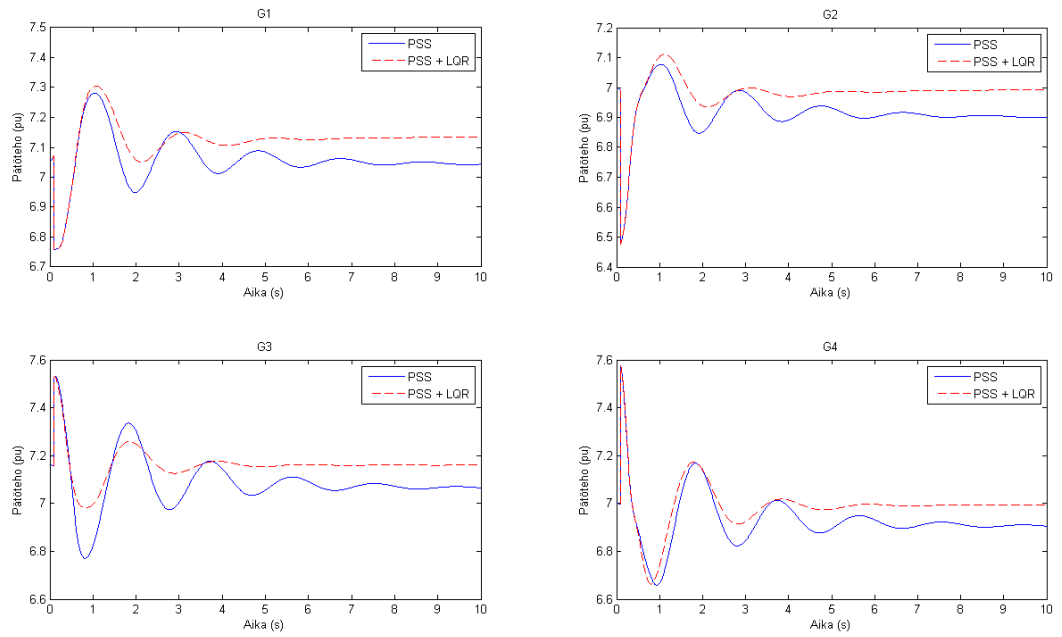 G1
7.5
7.4
7.3
7.2
7.1
7
6.9
6.8
6.7
Pätöteho (pu)
PSS
PSS + LQR
0 1 2 3 4 5 6 7 8 9 10
Aika (s)
G2
7.2
7.1
7
6.9
6.8
6.7
6.6
6.5
6.4
Pätöteho (pu)
PSS
PSS + LQR
0 1 2 3 4 5 6 7 8 9 10
Aika (s)
G3
7.6
7.4
7.2
7
6.8
6.6
Pätöteho (pu)
PSS
PSS + LQR
0 1 2 3 4 5 6 7 8 9 10
Aika (s)
G4
7.6
7.4
7.2
7
6.8
6.6
Pätöteho (pu)
PSS
PSS + LQR
0 1 2 3 4 5 6 7 8 9 10
Aika (s)